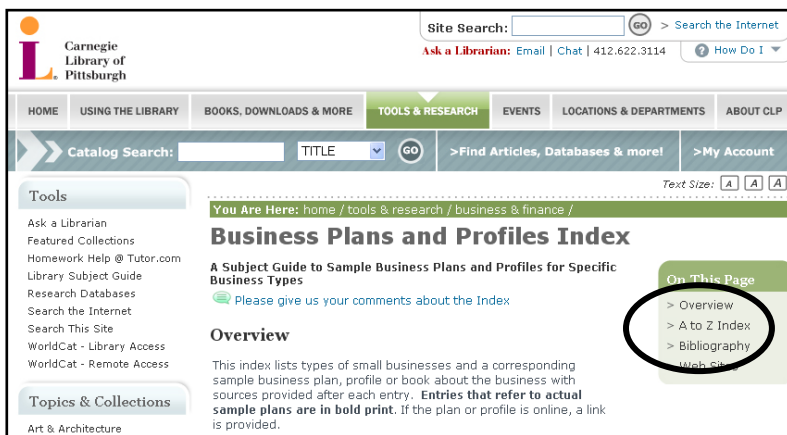 Site Search: GO > Search the Internet
Carnegie
Library of
Pittsburgh
Ask a Librarian: Email | Chat | 412.622.3114 ? How Do I
HOME USING THE LIBRARY BOOKS, DOWNLOADS & MORE TOOLS & RESEARCH EVENTS LOCATIONS & DEPARTMENTS ABOUT CLP
Catalog Search: TITLE GO >Find Articles, Databases & more! >My Account
Text Size: A A A
Tools
Ask a Librarian
Featured Collections
Homework Help @ Tutor.com
Library Subject Guide
Research Databases
Search the Internet
Search This Site
WorldCat - Library Access
WorldCat - Remote Access
Topics & Collections
Art & Architecture
You Are Here: home / tools & research / business & finance /
Business Plans and Profiles Index
A Subject Guide to Sample Business Plans and Profiles for Specific
Business Types
Please give us your comments about the Index
Overview
This index lists types of small businesses and a corresponding
sample business plan, profile or book about the business with
sources provided after each entry. Entries that refer to actual
sample plans are in bold print. If the plan or profile is online, a link
is provided.
On This Page
> Overview
> A to Z Index
> Bibliography
> Web Sites